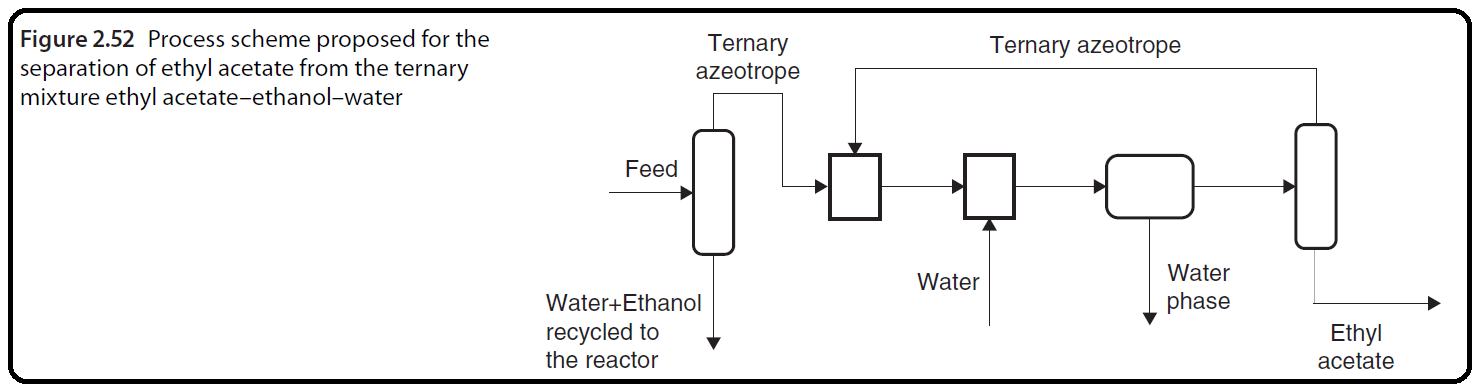 Figure 2.52 Process scheme proposed for the
separation of ethyl acetate from the ternary
mixture ethyl acetate–ethanol–water
Ternary
azeotrope
Ternary azeotrope
Feed
Water+Ethanol
recycled to
the reactor
Water
Water
phase
Ethyl
acetate